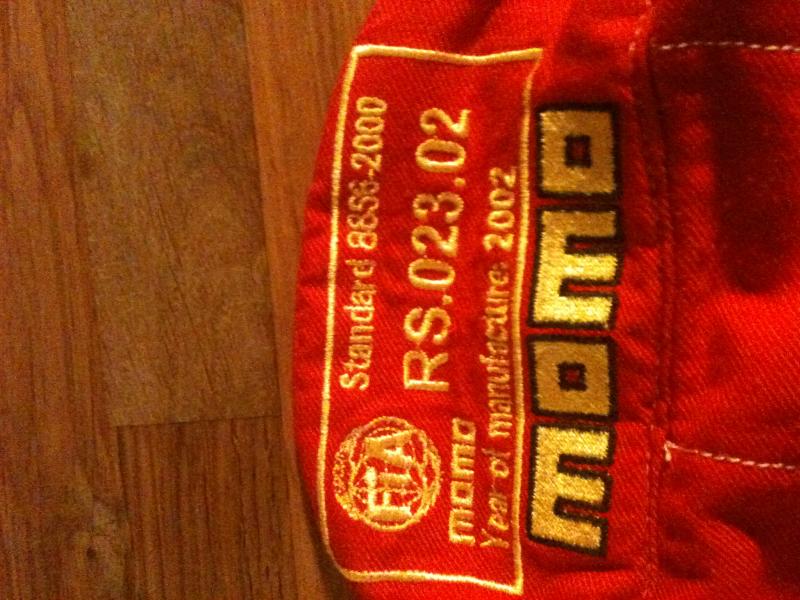 Standard 8856-2000
FIA
RS.023.02
momo
Year of manufacture: 2002
momo